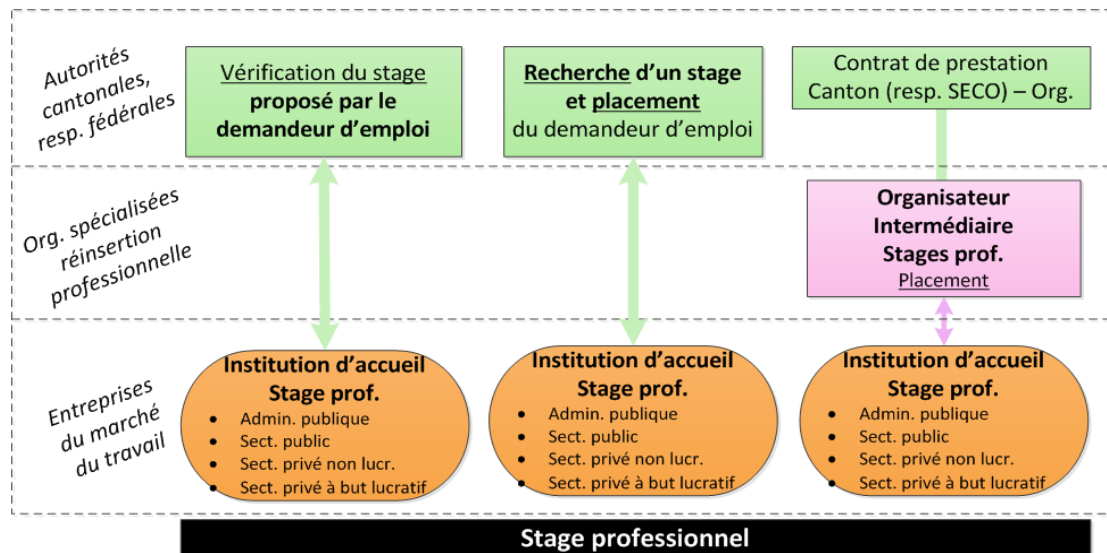 Autorités
cantonales,
resp. fédérales
Vérification du stage
proposé par le
demandeur d'emploi
Recherche d'un stage
et placement
du demandeur d'emploi
Contrat de prestation
Canton (resp. SECO) – Org.
Org. spécialisées
réinsertion
professionnelle
Organisateur
Intermédiaire
Stages prof.
Placement
Entreprises
du marché
du travail
Institution d'accueil
Stage prof.
• Admin. publique
• Sect. public
• Sect. privé non lucr.
• Sect. privé à but lucratif
Institution d'accueil
Stage prof.
• Admin. publique
• Sect. public
• Sect. privé non lucr.
• Sect. privé à but lucratif
Institution d'accueil
Stage prof.
• Admin. publique
• Sect. public
• Sect. privé non lucr.
• Sect. privé à but lucratif
Stage professionnel